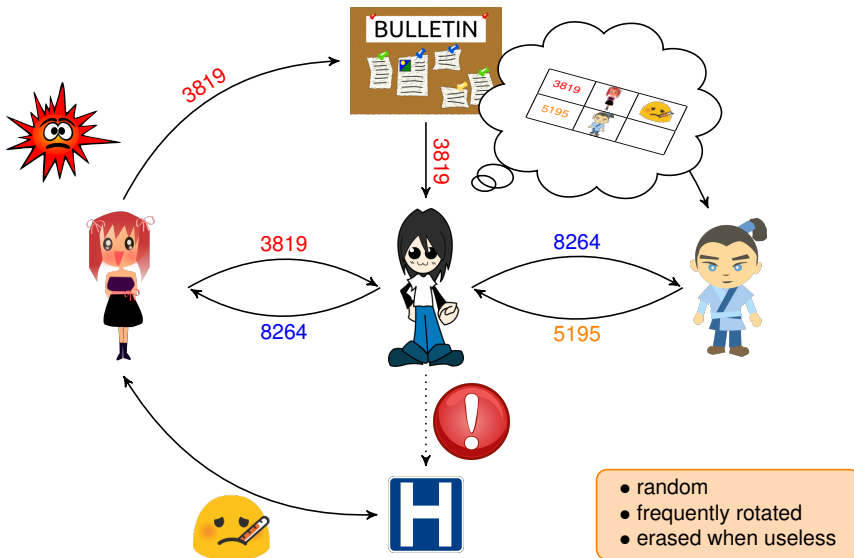 BULLETIN
3819
3819
3819
5195
3819
8264
8264
5195
H
● random
● frequently rotated
● erased when useless